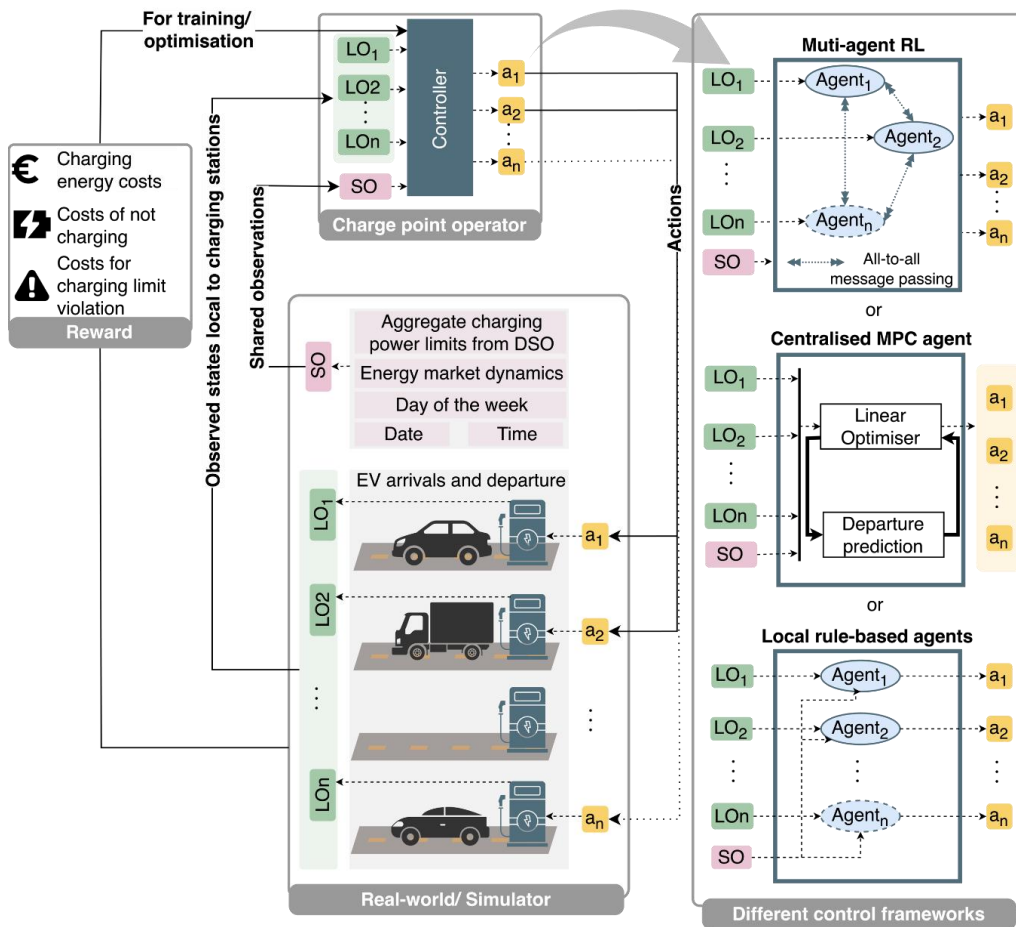 For training/
optimisation
LO1
LO2
LOn
SO
Controller
a1
a2
an
Charge point operator
€
Charging
energy costs
Costs of not
charging
Costs for
charging limit
violation
Reward
Observed states local to charging stations
Shared observations
Actions
SO
Aggregate charging
power limits from DSO
Energy market dynamics
Day of the week
Date
Time
EV arrivals and departure
LO1
a1
LO2
a2
LOn
an
Real-world/ Simulator
Muti-agent RL
LO1
LO2
LOn
SO
Agent1
Agent2
Agentn
All-to-all
message passing
a1
a2
an
or
Centralised MPC agent
LO1
LO2
LOn
SO
Linear
Optimiser
Departure
prediction
a1
a2
an
or
Local rule-based agents
LO1
Agent1
a1
LO2
Agent2
a2
LOn
Agentn
an
SO
Different control frameworks